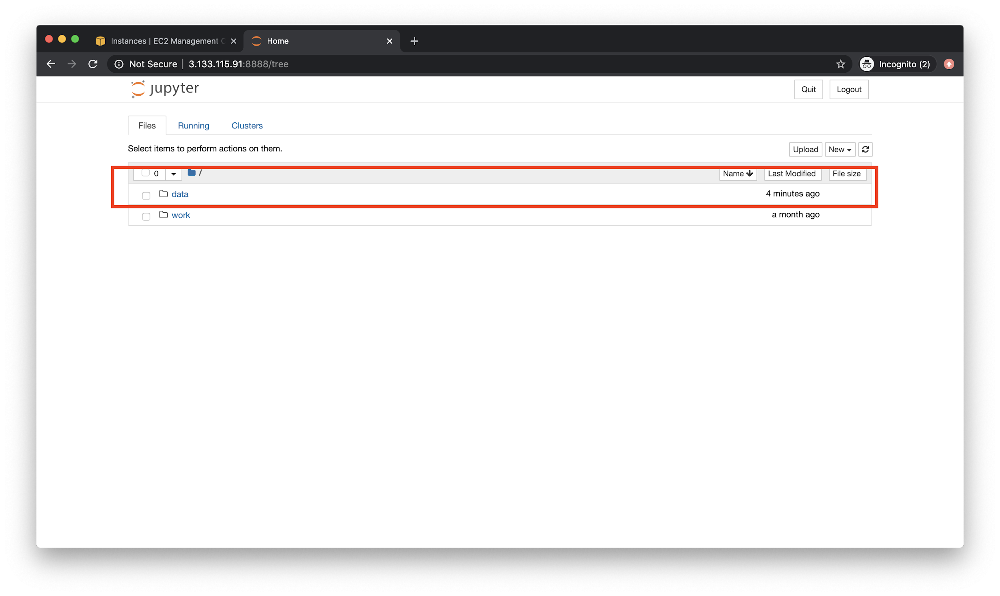 Instances | EC2 Management C
Home
Not Secure
3.133.115.91:8888/tree
Incognito (2)
jupyter
Quit
Logout
Files
Running
Clusters
Select items to perform actions on them.
Upload
New
0
/
Name
Last Modified
File size
data
4 minutes ago
work
a month ago